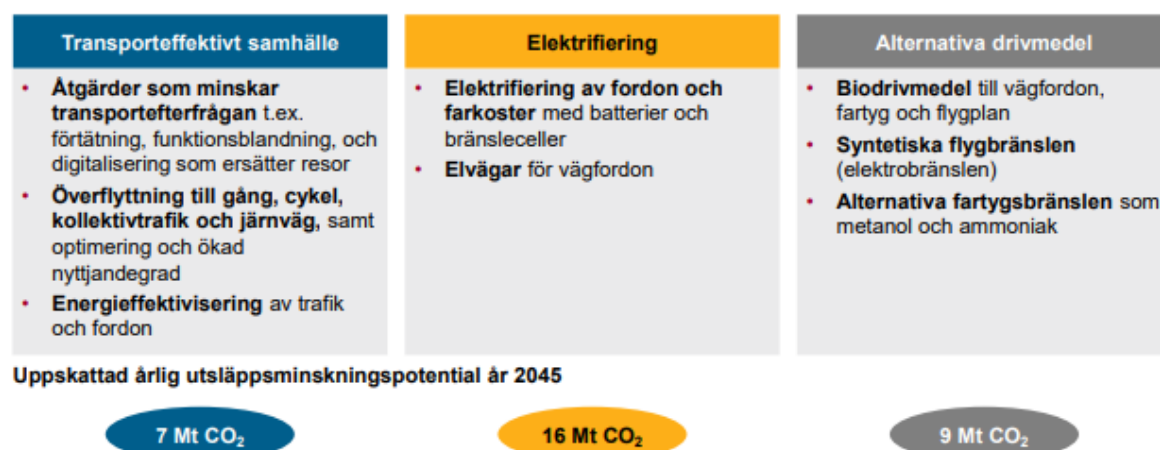 Transporteffektivt samhälle
• Åtgärder som minskar
transportefterfrågan t.ex.
förtätning, funktionsblandning, och
digitalisering som ersätter resor
• Överflyttning till gång, cykel,
kollektivtrafik och järnväg, samt
optimering och ökad
nyttjandegrad
• Energieffektivisering av trafik
och fordon
Elektrifiering
• Elektrifiering av fordon och
farkoster med batterier och
bränsleceller
• Elvägar för vägfordon
Alternativa drivmedel
• Biodrivmedel till vägfordon,
fartyg och flygplan
• Syntetiska flygbränslen
(elektrobränslen)
• Alternativa fartygsbränslen som
metanol och ammoniak
Uppskattad årlig utsläppsminskningspotential år 2045
7 Mt CO₂
16 Mt CO₂
9 Mt CO₂